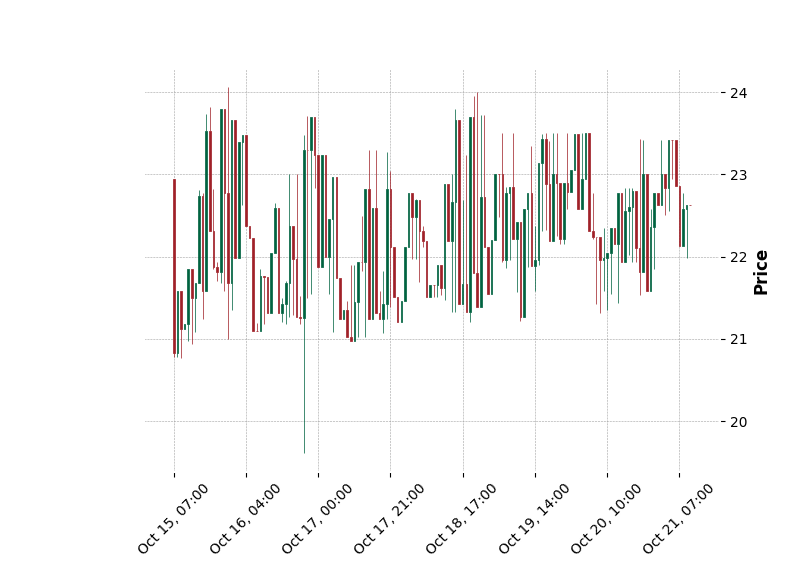 24
23
22
21
20
Price
Oct 15, 07:00
Oct 16, 04:00
Oct 17, 00:00
Oct 17, 21:00
Oct 18, 17:00
Oct 19, 14:00
Oct 20, 10:00
Oct 21, 07:00